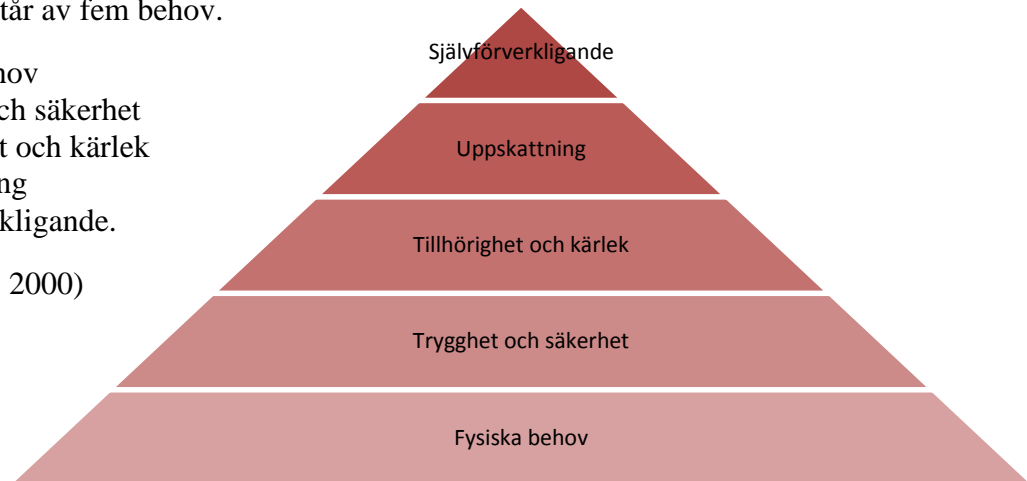 tår av fem behov.
hov
ch säkerhet
t och kärlek
ng
kligande.
2000)
Självförverkligande
Uppskattning
Tillhörighet och kärlek
Trygghet och säkerhet
Fysiska behov